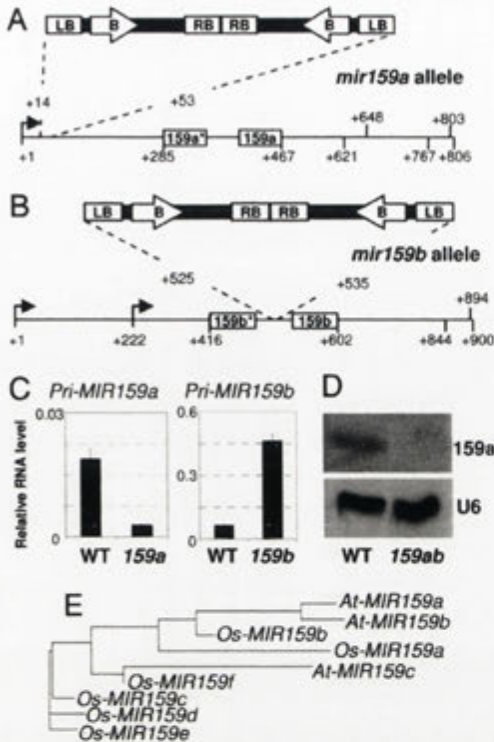 A
LB B RB RB B LB
mir159a allele
+14 +53 +648 +803
159a* 159a
+1 +285 +467 +621 +767 +806
B
LB B RB RB B LB
mir159b allele
+525 +535
+894
159b* 159b
+1 +222 +416 +602 +844 +900
C Pri-MIR159a Pri-MIR159b D
Relative RNA level
0.03 0.6
159a
0.3
U6
0 0
WT 159a WT 159b WT 159ab
E
At-MIR159a
At-MIR159b
Os-MIR159b
Os-MIR159a
At-MIR159c
Os-MIR159f
Os-MIR159c
Os-MIR159d
Os-MIR159e